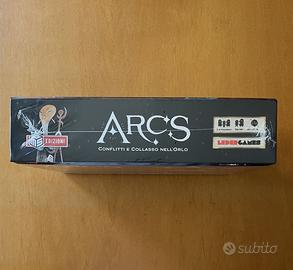 ARCS
CONFLITTI E COLLASSO NELL'ORLO
EDIZIONI
LEDER GAMES
subito